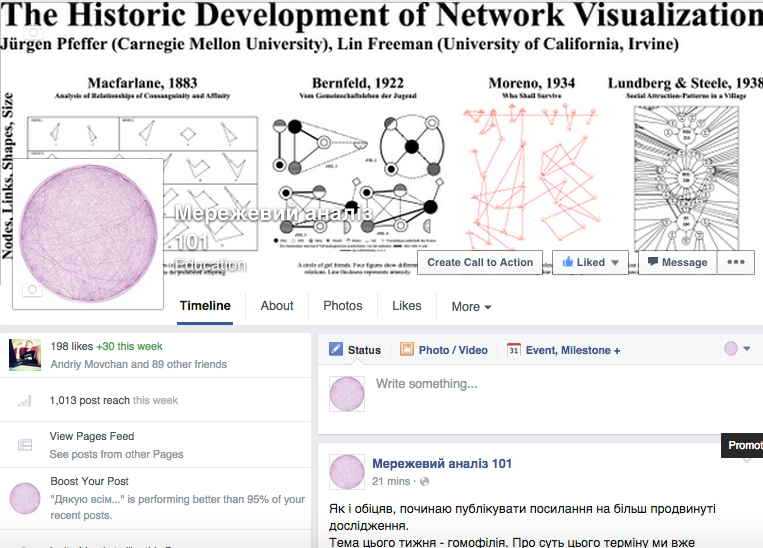 The Historic Development of Network Visualization
Jürgen Pfeffer (Carnegie Mellon University), Lin Freeman (University of California, Irvine)
Nodes, Links, Shapes, Size
Macfarlane, 1883
Analysis of Relationships of Consanguinity and Affinity
Bernfeld, 1922
Vom Gemeinschaftsleben der Jugend
Moreno, 1934
Who Shall Survive
Lundberg & Steele, 1938
Social Attraction-Patterns in a Village
FIG. 1
FIG. 2
Мережевий аналіз
101
Education
A circle of girl friends. Four figures show
relations. Line thickness represents intensity.
Create Call to Action
Liked
Message
Timeline
About
Photos
Likes
More
198 likes +30 this week
Andriy Movchan and 89 other friends
1,013 post reach this week
View Pages Feed
See posts from other Pages
Boost Your Post
"Дякую всім..." is performing better than 95% of your
recent posts.
Status
Photo / Video
31
Event, Milestone +
Write something...
Promot
Мережевий аналіз 101
21 mins ·
Як і обіцяв, починаю публікувати посилання на більш продвинуті
дослідження.
Тема цього тижня - гомофілія. Про суть цього терміну ми вже